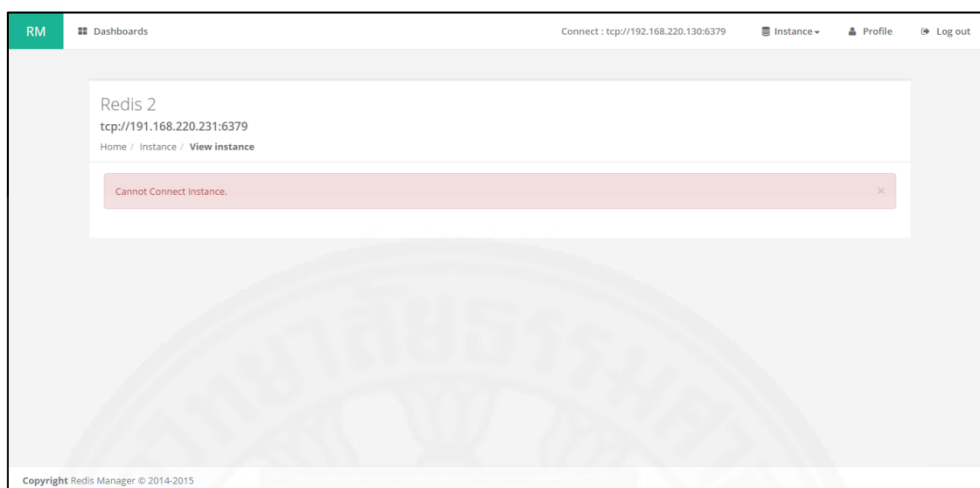 RM Dashboards Connect : tcp://192.168.220.130:6379 Instance Profile Log out
Redis 2
tcp://191.168.220.231:6379
Home / Instance / View instance
Cannot Connect Instance. ×
Copyright Redis Manager © 2014-2015